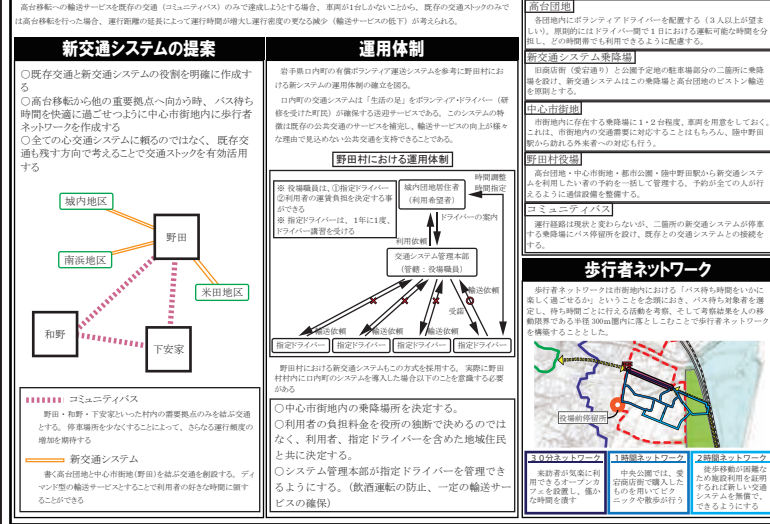 高台移転への輸送サービスを既存の交通（コミュニティバス）のみで達成しようとする場合、車両が1台しかないことから、既存の交通ストックのみで
は行った場合、運行距離の延長によって運行時間が増大し運行密度の更なる減少（輸送サービスの低下）が考えられる。
新交通システムの提案
○既存交通と新交通システムの役割を明確に作成す
る
○高台移転から他の重要拠点へ向かう時、バス待ち
時間を快適に過ごせつように中心市街地内に歩行者
ネットワークを作成する
○全ての心交通システムに頼るのではなく、既存交
通も残す方向で考えることで交通ストックを有効活用
する
城内地区
野田
南浜地区
米田地区
和野
下安家
コミュニティバス
野田・和野・下安家といった村内の需要拠点のみを結ぶ交通
とする。停車場所を少なくすることによって、さらなる運行頻度の
増加を期待する
新交通システム
書く高台団地と中心市街地(野田)を結ぶ交通を創設する。ディ
マンド型の輸送サービスとすることで利用者の好きな時間に頼す
ることができる
運用体制
岩手県口内町の有償ボランティア運送システムを参考に野田村にお
ける新システムの運用体制の確立を図る。
口内町の交通システムは「生活の足」をボランティア・ドライバー（研
修を受けた町民）が確保する送迎サービスである。このシステムの特
徴は既存の公共交通のサービスを補完し、輸送サービスの向上が様々
な理由で見込めない公共交通を支持できることである。
野田村における運用体制
※ 役場職員は、①指定ドライバー
②利用者の運賃負担を決定する事
ができる
※ 指定ドライバーは、1年に1度、
ドライバー講習を受ける
城内団地居住者
（利用希望者）
時間調整
時間指定
ドライバーの案内
利用依頼
交通システム管理本部
（管轄：役場職員）
輸送依頼
受諾
輸送依頼
輸送依頼
輸送依頼
指定ドライバー
指定ドライバー
指定ドライバー
指定ドライバー
野田村における新交通システムもこの方式を採用する。実際に野田
村村内に口内町のシステムを導入した場合以下のことを意識する必要
がある
○中心市街地内の乗降場所を決定する。
○利用者の負担料金を役所の独断で決めるのでは
なく、利用者、指定ドライバーを含めた地域住民
と共に決定する。
○システム管理本部が指定ドライバーを管理でき
るようにする。（飲酒運転の防止、一定の輸送サー
ビスの確保）
高台団地
各団地内にボランティアドライバーを配置する（３人以上が望ま
しい）。原則的にはドライバー間で１日における運転可能な時間を分
担し、どの時間帯でも利用できるように配慮する。
新交通システム乗降場
旧商店街（愛宕通り）と公園予定地の駐車場部分の二箇所に乗降
場を設け、新交通システムはこの乗降場と高台団地のピストン輸送
を原則とする。
中心市街地
市街地内に存在する乗降場に１・２台程度、車両を用意をしておく。
これは、市街地内の交通需要に対応することはもちろん、陸中野田
駅から訪れる外来者への対応も行う。
野田村役場
高台団地・中心市街地・都市公園・陸中野田駅から新交通システ
ムを利用したい者の予約を一括して管理する。予約が全ての人が行
えるように通信設備を整備する。
コミュニティバス
運行経路は現状と変わらないが、二箇所の新交通システムが停車
する乗降場にバス停留所を設け、既存との交通システムとの接続を
する。
歩行者ネットワーク
歩行者ネットワークは市街地内における「バス待ち時間をいかに
楽しく過ごせるか」ということを念頭におき、バス待ち対象者を選
定し、待ち時間ごとに行える活動を考察、そして考察結果を人の移
動限界である半径 300m圏内に落としこむことで歩行者ネットワーク
を構築することとした。
役場前停留所
３０分ネットワーク
来訪者が気楽に利
用できるオープンカ
フェを設置し、僅か
な時間を潰す
１時間ネットワーク
中央公園では、愛
宕商店街で購入した
ものを用いてピク
ニックや散歩が行う
２時間ネットワーク
徒歩移動が困難な
ため施設利用を証明
するれば新しい交通
システムを無償で、
できるようにする